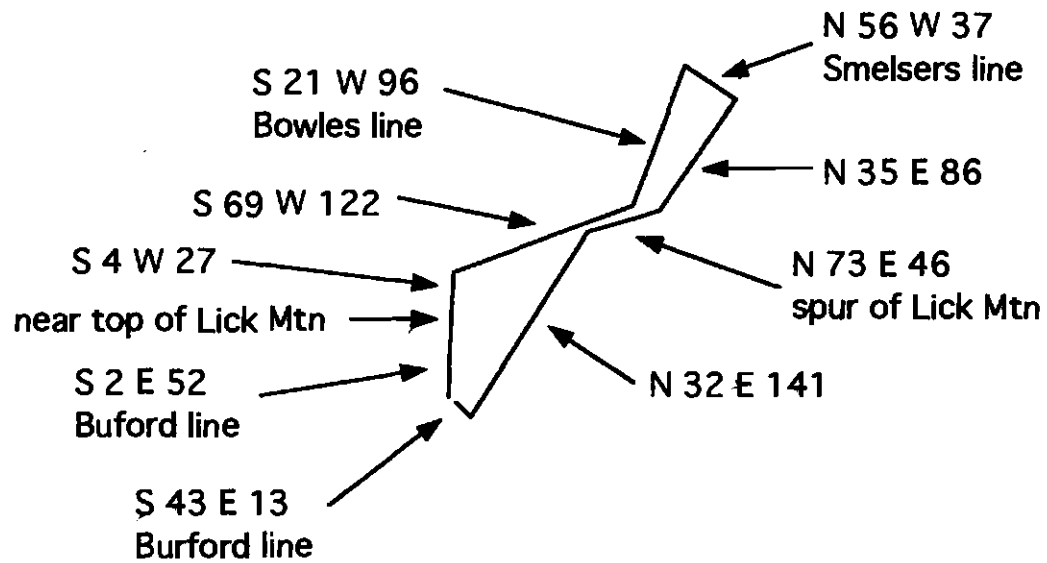 N 56 W 37
Smelsers line
S 21 W 96
Bowles line
N 35 E 86
S 69 W 122
S 4 W 27
N 73 E 46
spur of Lick Mtn
near top of Lick Mtn
S 2 E 52
Buford line
N 32 E 141
S 43 E 13
Burford line